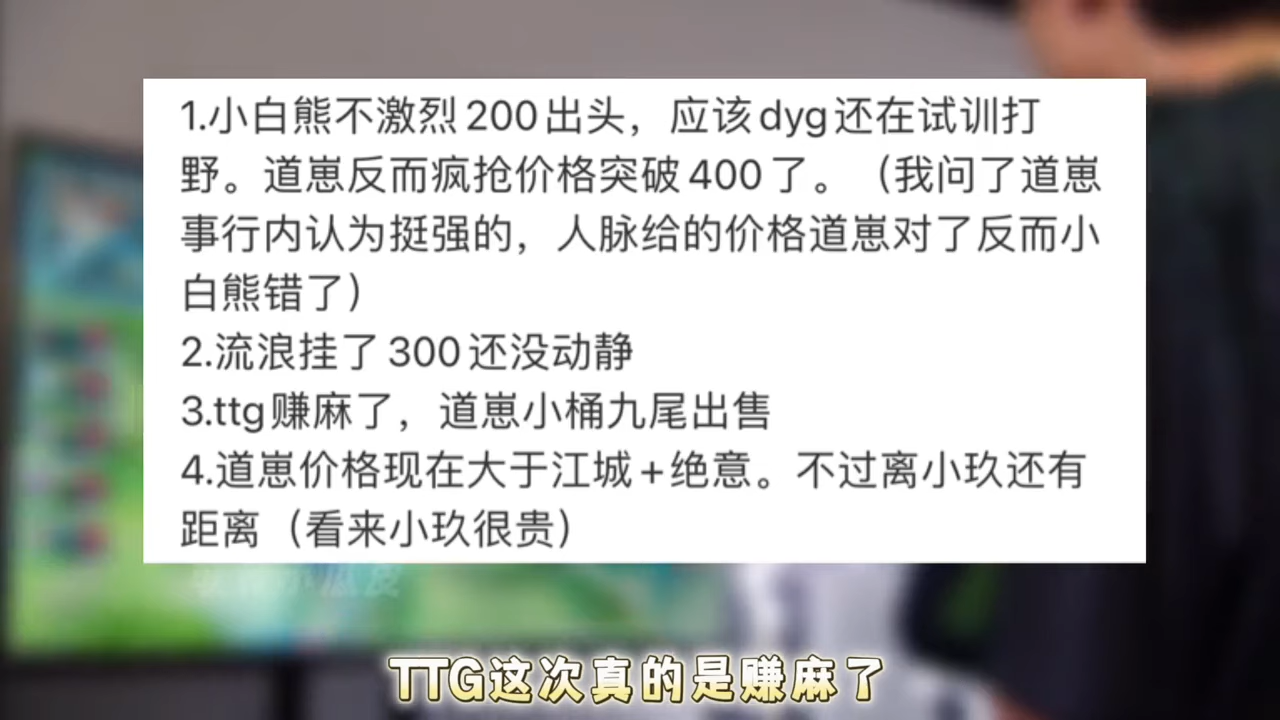 1.小白熊不激烈200出头，应该dyg还在试训打
野。道崽反而疯抢价格突破400了。（我问了道崽
事行内认为挺强的，人脉给的价格道崽对了反而小
白熊错了）
2.流浪挂了300还没动静
3.ttg赚麻了，道崽小桶九尾出售
4.道崽价格现在大于江城+绝意。不过离小玖还有
距离（看来小玖很贵）
TTG这次真的是赚麻了